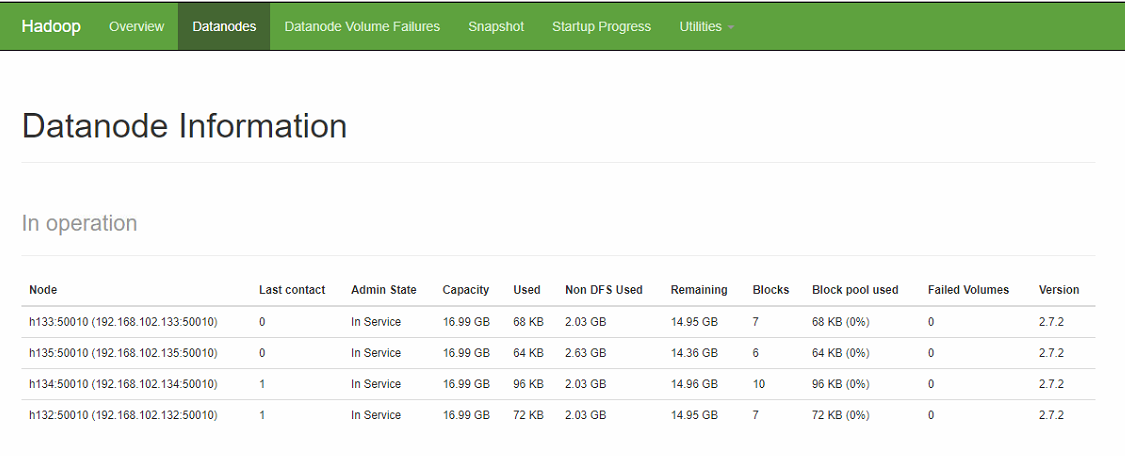 Hadoop Overview Datanodes Datanode Volume Failures Snapshot Startup Progress Utilities
Datanode Information
In operation
Node Last contact Admin State Capacity Used Non DFS Used Remaining Blocks Block pool used Failed Volumes Version
h133:50010 (192.168.102.133:50010) 0 In Service 16.99 GB 68 KB 2.03 GB 14.95 GB 7 68 KB (0%) 0 2.7.2
h135:50010 (192.168.102.135:50010) 0 In Service 16.99 GB 64 KB 2.63 GB 14.36 GB 6 64 KB (0%) 0 2.7.2
h134:50010 (192.168.102.134:50010) 1 In Service 16.99 GB 96 KB 2.03 GB 14.96 GB 10 96 KB (0%) 0 2.7.2
h132:50010 (192.168.102.132:50010) 1 In Service 16.99 GB 72 KB 2.03 GB 14.95 GB 7 72 KB (0%) 0 2.7.2